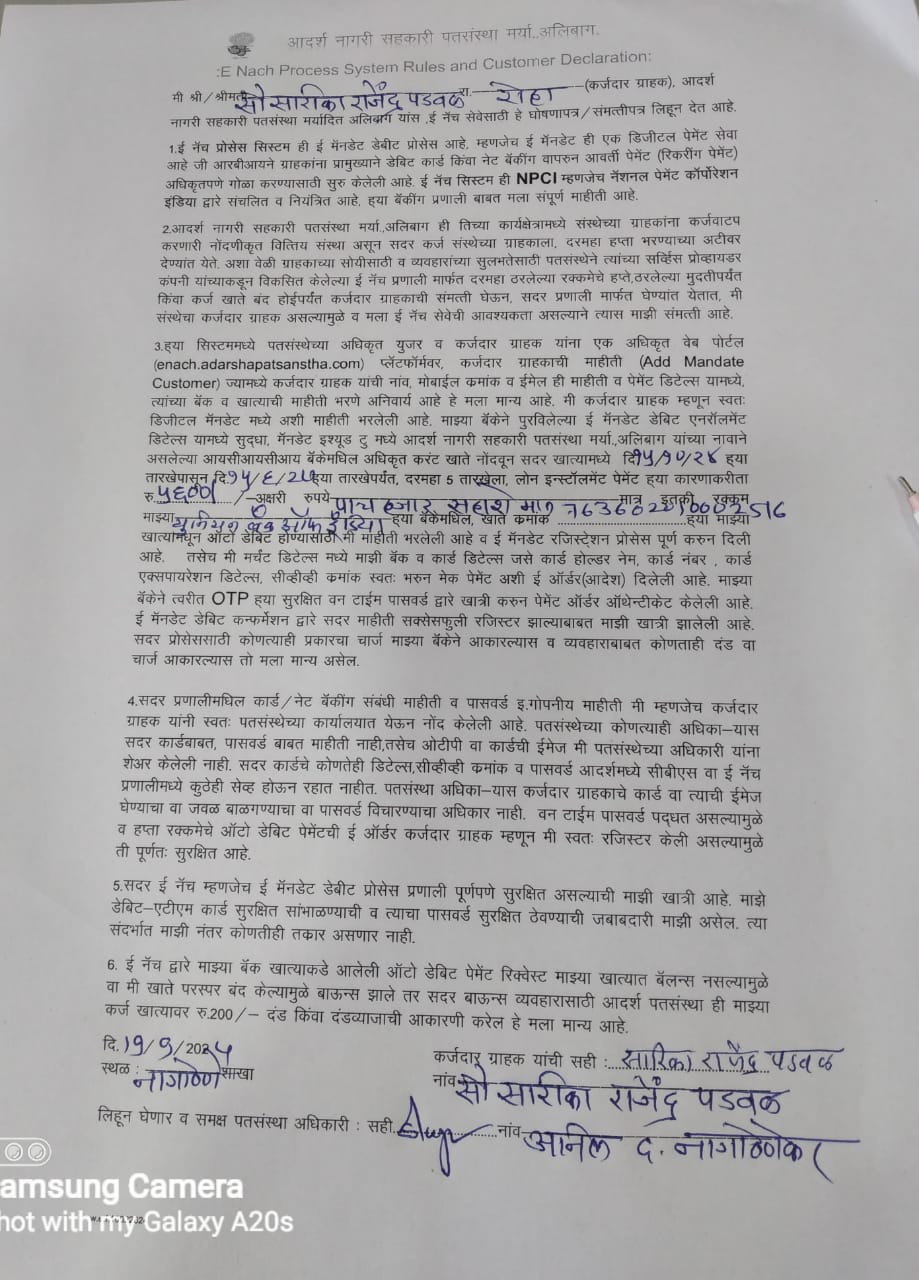 आदर्श नागरी सहकारी पतसंस्था मर्या..अलिबाग.
:E Nach Process System Rules and Customer Declaration:
मी श्री/श्रीमती सौ सारीका राजेंद्र पडवळ रा. रोहा (कर्जदार ग्राहक), आदर्श
नागरी सहकारी पतसंस्था मर्यादित अलिबाग यांस ,ई नॅच सेवेसाठी हे घोषणापत्र/संमत्तीपत्र लिहून देत आहे.
1.ई नॅच प्रोसेस सिस्टम ही ई मॅनडेट डेबीट प्रोसेस आहे. म्हणजेच ई मॅनडेट ही एक डिजीटल पेमेंट सेवा
आहे जी आरबीआयने ग्राहकांना प्रामुख्याने डेबिट कार्ड किंवा नेट बॅकींग वापरुन आवर्ती पेमेंट (रिकरींग पेमेंट)
अधिकृतपणे गोळा करण्यासाठी सुरु केलेली आहे. ई नॅच सिस्टम ही NPCI म्हणजेच नॅशनल पेमेंट कॉर्पोरेशन
इंडिया द्वारे संचलित व नियंत्रित आहे, ह्या बॅकींग प्रणाली बाबत मला संपूर्ण माहीती आहे.
2.आदर्श नागरी सहकारी पतसंस्था मर्या.,अलिबाग ही तिच्या कार्यक्षेत्रामध्ये संस्थेच्या ग्राहकांना कर्जवाटप
करणारी नोंदणीकृत वित्तिय संस्था असून सदर कर्ज संस्थेच्या ग्राहकाला, दरमहा हप्ता भरण्याच्या अटीवर
देण्यांत येते. अशा वेळी ग्राहकाच्या सोयीसाठी व व्यवहारांच्या सुलभतेसाठी पतसंस्थेने त्यांच्या सर्व्हिस प्रोव्हायडर
कंपनी यांच्याकडून विकसित केलेल्या ई नॅच प्रणाली मार्फत दरमहा ठरलेल्या रक्कमेचे हप्ते,ठरलेल्या मुदतीपर्यंत
किंवा कर्ज खाते बंद होईपर्यंत कर्जदार ग्राहकाची संमत्ती घेऊन, सदर प्रणाली मार्फत घेण्यांत येतात, मी
संस्थेचा कर्जदार ग्राहक असल्यामुळे व मला ई नॅच सेवेची आवश्यकता असल्याने त्यास माझी संमत्ती आहे.
3.ह्या सिस्टममध्ये पतसंस्थेच्या अधिकृत युजर व कर्जदार ग्राहक यांना एक अधिकृत वेब पोर्टल
(enach.adarshapatsanstha.com) प्लॅटफॉर्मवर, कर्जदार ग्राहकाची माहीती (Add Mandate
Customer) ज्यामध्ये कर्जदार ग्राहक यांची नांव, मोबाईल कमांक व ईमेल ही माहीती व पेमेंट डिटेल्स यामध्ये,
त्यांच्या बँक व खात्याची माहीती भरणे अनिवार्य आहे हे मला मान्य आहे. मी कर्जदार ग्राहक म्हणून स्वतः
डिजीटल मॅनडेट मध्ये अशी माहीती भरलेली आहे. माझ्या बॅकेने पुरविलेल्या ई मॅनडेट डेबिट एनरॉलमेंट
डिटेल्स यामध्ये सुद्धा, मॅनडेट इश्यूड टु मध्ये आदर्श नागरी सहकारी पतसंस्था मर्या.,अलिबाग यांच्या नावाने
असलेल्या आयसीआयसीआय बॅकेमधिल अधिकृत करंट खाते नोंदवून सदर खात्यामध्ये दि.१५/१०/२४ ह्या
तारखेपासून दि.१५/६/२७ ह्या तारखेपर्यंत, दरमहा 5 तारखेला, लोन इन्स्टॉलमेंट पेमेंट ह्या कारणाकरीता
रु ५६००/ /–अक्षरी रुपये पाच हजार सहाशे मात्र मात्र इतकी रक्कम
माझ्या युनियन बँक ऑफ इंडिया ह्या बॅकेमधिल, खाते कमांक ह्या माझ्या
खात्यामधून ऑटो डेबिट होण्यासाठी मी माहीती भरलेली आहे व ई मॅनडेट रजिस्ट्रेशन प्रोसेस पूर्ण करुन दिली
आहे. तसेच मी मर्चंट डिटेल्स मध्ये माझी बॅक व कार्ड डिटेल्स जसे कार्ड होल्डर नेम, कार्ड नंबर , कार्ड
एक्सपायरेशन डिटेल्स, सीव्हीव्ही कमांक स्वतः भरुन मेक पेमेंट अशी ई ऑर्डर(आदेश) दिलेली आहे. माझ्या
बॅकेने त्वरीत OTP ह्या सुरक्षित वन टाईम पासवर्ड द्वारे खात्री करुन पेमेंट ऑर्डर ऑथेन्टीकेट केलेली आहे.
ई मॅनडेट डेबिट कन्फर्मेशन द्वारे सदर माहीती सक्सेसफुली रजिस्टर झाल्याबाबत माझी खात्री झालेली आहे.
सदर प्रोसेससाठी कोणत्याही प्रकारचा चार्ज माझ्या बॅकेने आकारल्यास व व्यवहाराबाबत कोणताही दंड वा
चार्ज आकारल्यास तो मला मान्य असेल.
4.सदर प्रणालीमधिल कार्ड/नेट बॅकींग संबंधी माहीती व पासवर्ड इ.गोपनीय माहीती मी म्हणजेच कर्जदार
ग्राहक यांनी स्वतः पतसंस्थेच्या कार्यालयात येऊन नोंद केलेली आहे. पतसंस्थेच्या कोणत्याही अधिका–यास
सदर कार्डबाबत, पासवर्ड बाबत माहीती नाही,तसेच ओटीपी वा कार्डची ईमेज मी पतसंस्थेच्या अधिकारी यांना
शेअर केलेली नाही. सदर कार्डचे कोणतेही डिटेल्स,सीव्हीव्ही कमांक व पासवर्ड आदर्शमध्ये सीबीएस वा ई नॅच
प्रणालीमध्ये कुठेही सेव्ह होऊन राहात नाहीत. पतसंस्था अधिका–यास कर्जदार ग्राहकाचे कार्ड वा त्याची ईमेज
घेण्याचा वा जवळ बाळगण्याचा वा पासवर्ड विचारण्याचा अधिकार नाही. वन टाईम पासवर्ड पद्धत असल्यामुळे
व हप्ता रक्कमेचे ऑटो डेबिट पेमेंटची ई ऑर्डर कर्जदार ग्राहक म्हणून मी स्वतः रजिस्टर केली असल्यामुळे
ती पूर्णतः सुरक्षित आहे.
5.सदर ई नॅच म्हणजेच ई मॅनडेट डेबीट प्रोसेस प्रणाली पूर्णपणे सुरक्षित असल्याची माझी खात्री आहे. माझे
डेबिट–एटीएम कार्ड सुरक्षित सांभाळण्याची व त्याचा पासवर्ड सुरक्षित ठेवण्याची जबाबदारी माझी असेल. त्या
संदर्भात माझी नंतर कोणतीही तकार असणार नाही.
6. ई नॅच द्वारे माझ्या बॅक खात्याकडे आलेली ऑटो डेबिट पेमेंट रिक्वेस्ट माझ्या खात्यात बॅलन्स नसल्यामुळे
वा मी खाते परस्पर बंद केल्यामुळे बाऊन्स झाले तर सदर बाऊन्स व्यवहारासाठी आदर्श पतसंस्था ही माझ्या
कर्ज खात्यावर रु.200/– दंड किंवा दंडव्याजाची आकारणी करेल हे मला मान्य आहे.
दि.19/9/2024
कर्जदार ग्राहक यांची सही : सारिका राजेंद्र पडवळ
स्थळ : नागोठणे शाखा
नांव सौ सारीका राजेंद्र पडवळ
लिहून घेणार व समक्ष पतसंस्था अधिकारी : सही नांव अनिल द. नागोठणेकर
amsung Camera
hot with my Galaxy A20s